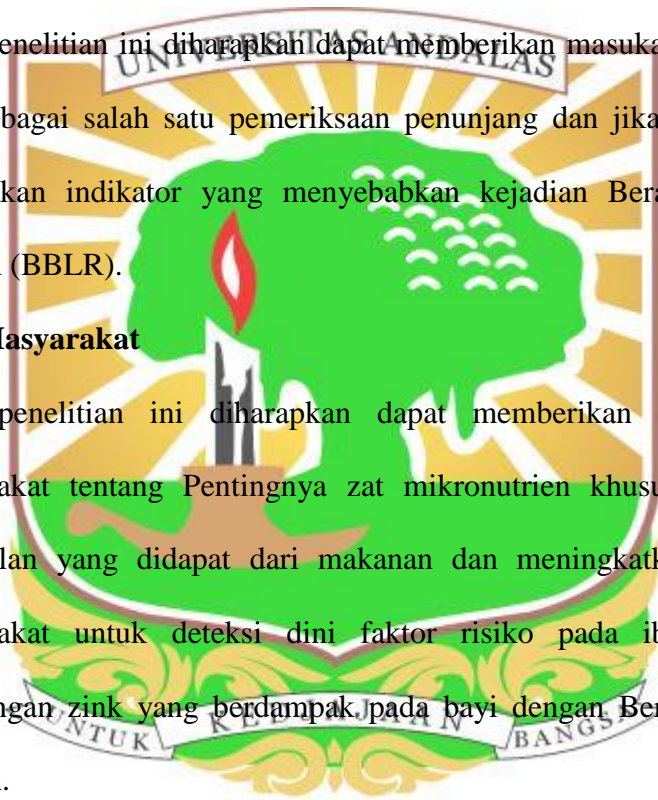 UNIVERSITAS ANDALAS
enelitian ini diharapkan dapat memberikan masuka
bagai salah satu pemeriksaan penunjang dan jika
kan indikator yang menyebabkan kejadian Bera
(BBLR).
Masyarakat
penelitian ini diharapkan dapat memberikan
akat tentang Pentingnya zat mikronutrien khusu
lan yang didapat dari makanan dan meningkatk
akat untuk deteksi dini faktor risiko pada ib
ngan zink yang berdampak pada bayi dengan Ber
UNTUK KEDJAJAAN BANGSA